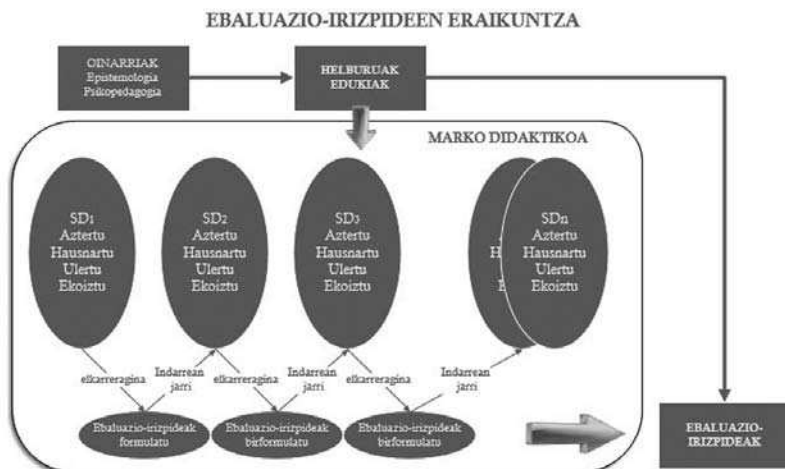 EBALUAZIO-IRIZPIDEEN ERAIKUNTZA
OINARRIAK
Epistemologia
Psikopedagogia
HELBURUAK
EDUKIAK
MARKO DIDAKTIKOA
SD1
Aztertu
Hausnartu
Ulertu
Ekoiztu
SD2
Aztertu
Hausnartu
Ulertu
Ekoiztu
SD3
Aztertu
Hausnartu
Ulertu
Ekoiztu
SDn
Aztertu
Hausnartu
Ulertu
Ekoiztu
elkarreragina
Indarrean
jarri
elkarreragina
Indarrean
jarri
elkarreragina
Indarrean
jarri
Ebaluazio-irizpideak
formulatu
Ebaluazio-irizpideak
birformulatu
Ebaluazio-irizpideak
birformulatu
EBALUAZIO-
IRIZPIDEAK